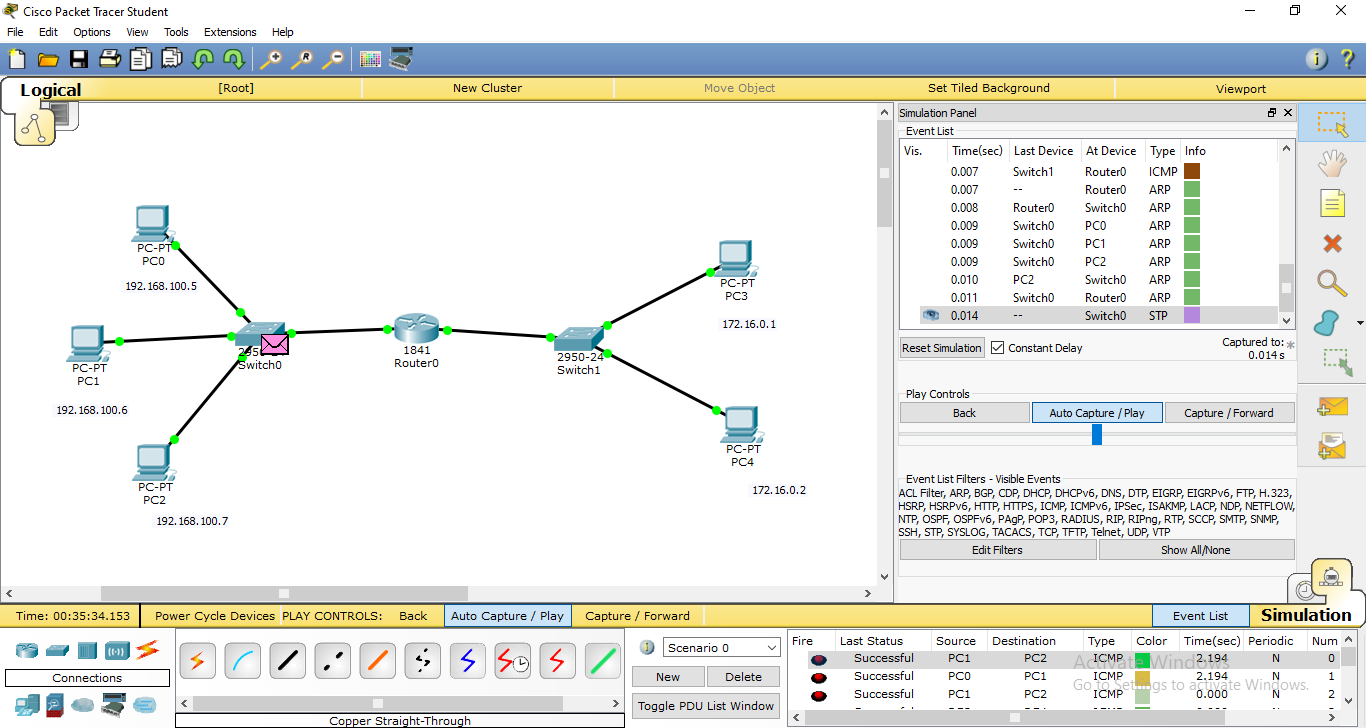 Cisco Packet Tracer Student
File Edit Options View Tools Extensions Help
Logical [Root] New Cluster Move Object Set Tiled Background Viewport
PC-PT
PC0
192.168.100.5
PC-PT
PC1
192.168.100.6
PC-PT
PC2
192.168.100.7
Switch0
1841
Router0
2950-24
Switch1
PC-PT
PC3
172.16.0.1
PC-PT
PC4
172.16.0.2
Simulation Panel
Event List
Vis. Time(sec) Last Device At Device Type Info
0.007 Switch1 Router0 ICMP
0.007 -- Router0 ARP
0.008 Router0 Switch0 ARP
0.009 Switch0 PC0 ARP
0.009 Switch0 PC1 ARP
0.009 Switch0 PC2 ARP
0.010 PC2 Switch0 ARP
0.011 Switch0 Router0 ARP
0.014 -- Switch0 STP
Reset Simulation Constant Delay Captured to: *
0.014 s
Play Controls
Back Auto Capture / Play Capture / Forward
Event List Filters - Visible Events
ACL Filter, ARP, BGP, CDP, DHCP, DHCPv6, DNS, DTP, EIGRP, EIGRPv6, FTP, H.323,
HSRP, HSRPv6, HTTP, HTTPS, ICMP, ICMPv6, IPSec, ISAKMP, LACP, NDP, NETFLOW,
NTP, OSPF, OSPFv6, PAgP, POP3, RADIUS, RIP, RIPng, RTP, SCCP, SMTP, SNMP,
SSH, STP, SYSLOG, TACACS, TCP, TFTP, Telnet, UDP, VTP
Edit Filters Show All/None
Time: 00:35:34.153 Power Cycle Devices PLAY CONTROLS: Back Auto Capture / Play Capture / Forward Event List Simulation
Connections
Copper Straight-Through
Scenario 0
New Delete
Toggle PDU List Window
Fire Last Status Source Destination Type Color Time(sec) Periodic Num
Successful PC1 PC2 ICMP 2.194 N 0
Successful PC0 PC1 ICMP 2.194 N 1
Successful PC1 PC2 ICMP 0.000 N 2
Activate Windows
Go to Settings to activate Windows.